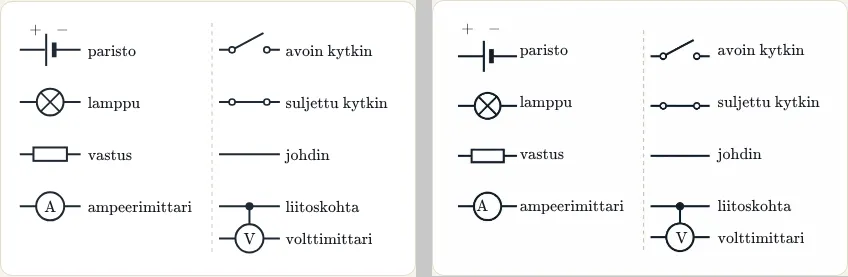 + −
paristo
lamppu
vastus
A ampeerimittari
avoin kytkin
suljettu kytkin
johdin
liitoskohta
V volttimittari
+ −
paristo
lamppu
vastus
A ampeerimittari
avoin kytkin
suljettu kytkin
johdin
liitoskohta
V volttimittari